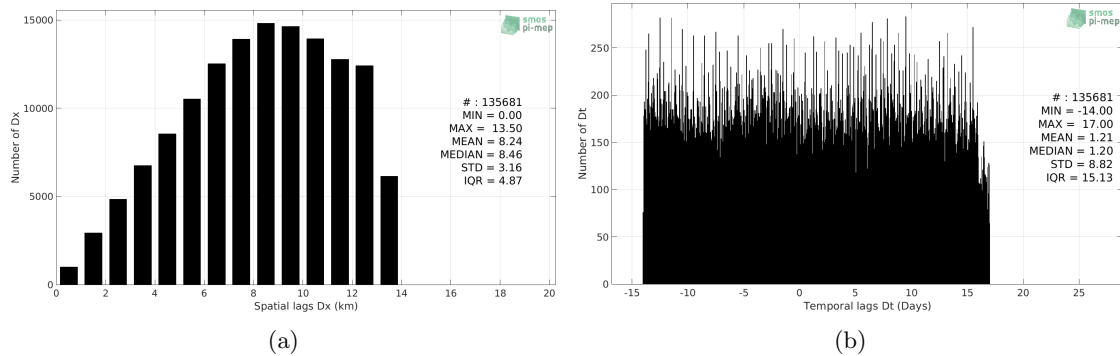 15000
10000
5000
0
Number of Dx
0 2 4 6 8 10 12 14 16 18 20
Spatial lags Dx (km)
smos
pi-mep
# : 135681
MIN = 0.00
MAX = 13.50
MEAN = 8.24
MEDIAN = 8.46
STD = 3.16
IQR = 4.87
(a)
250
200
150
100
50
0
Number of Dt
-15 -10 -5 0 5 10 15 20 25
Temporal lags Dt (Days)
smos
pi-mep
# : 135681
MIN = -14.00
MAX = 17.00
MEAN = 1.21
MEDIAN = 1.20
STD = 8.82
IQR = 15.13
(b)